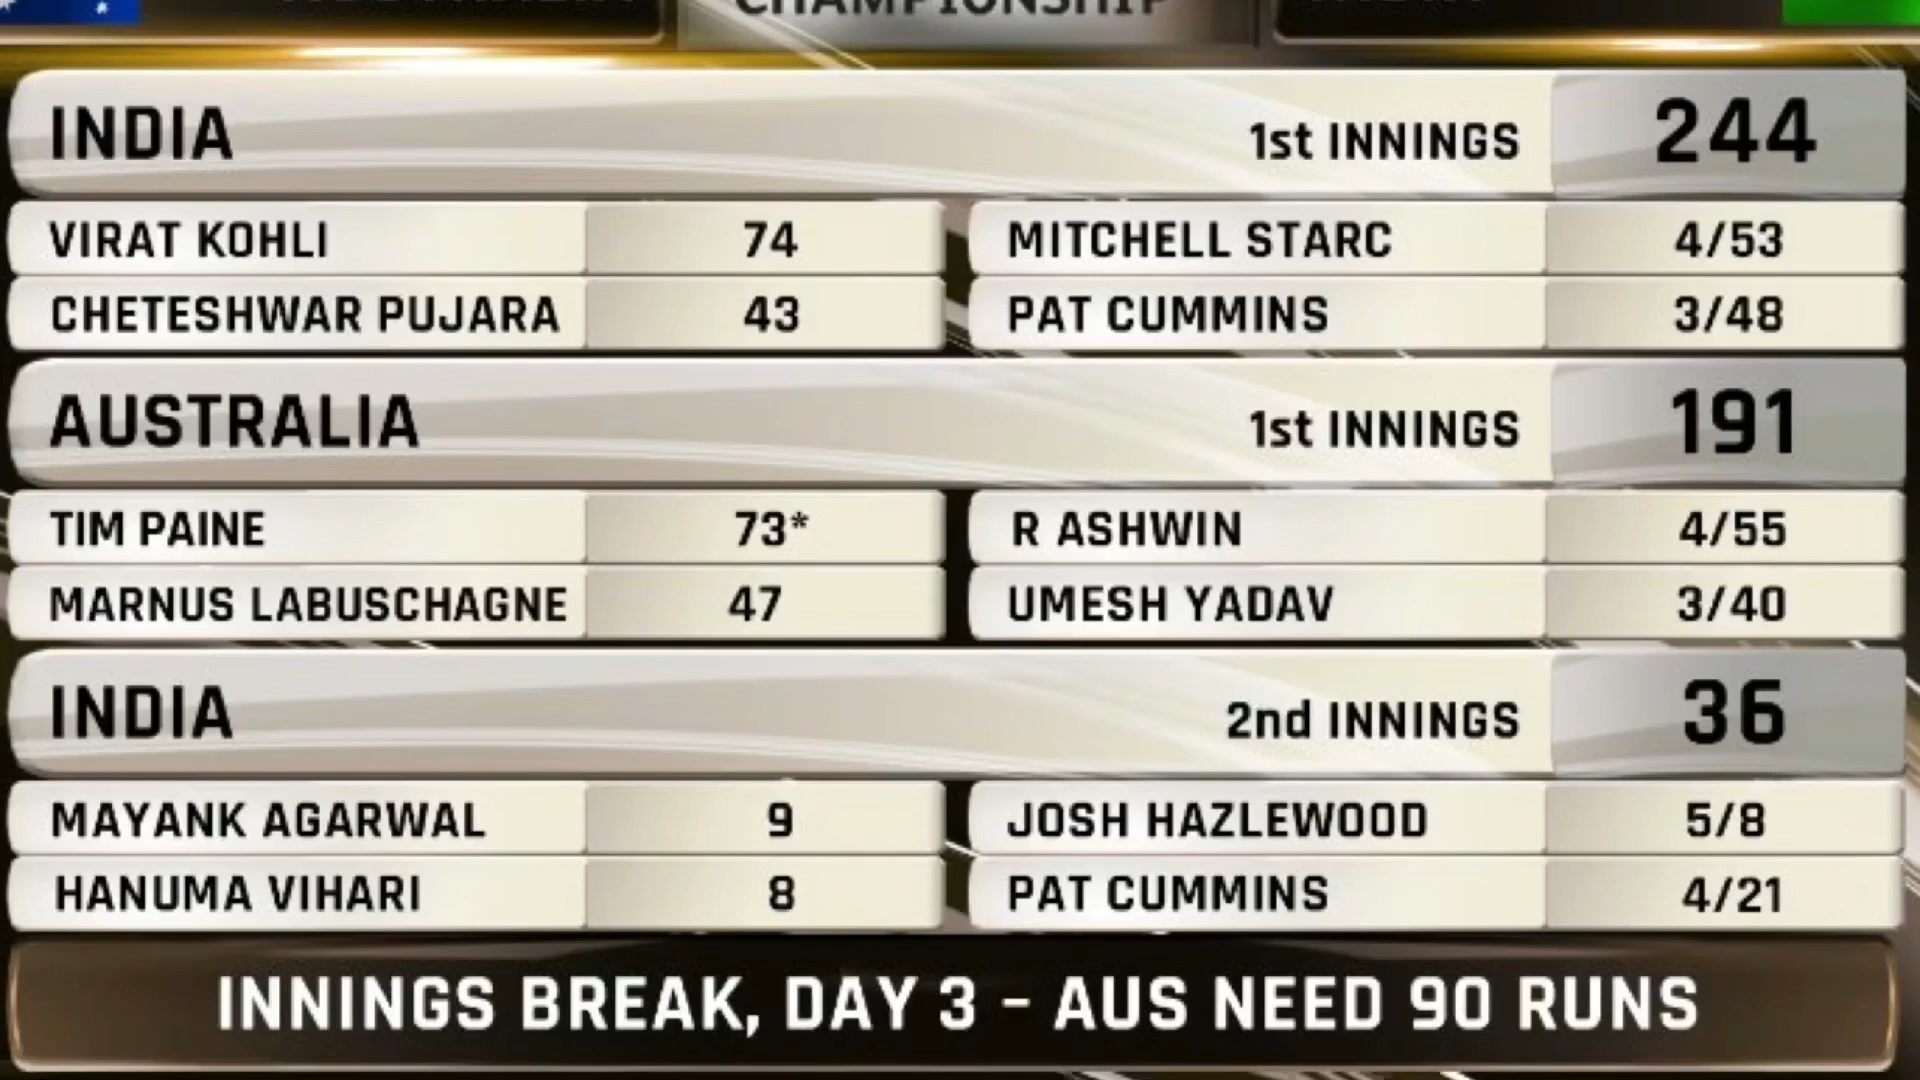 CHAMPIONSHIP
INDIA 1st INNINGS 244
VIRAT KOHLI 74 MITCHELL STARC 4/53
CHETESHWAR PUJARA 43 PAT CUMMINS 3/48
AUSTRALIA 1st INNINGS 191
TIM PAINE 73* R ASHWIN 4/55
MARNUS LABUSCHAGNE 47 UMESH YADAV 3/40
INDIA 2nd INNINGS 36
MAYANK AGARWAL 9 JOSH HAZLEWOOD 5/8
HANUMA VIHARI 8 PAT CUMMINS 4/21
INNINGS BREAK, DAY 3 - AUS NEED 90 RUNS